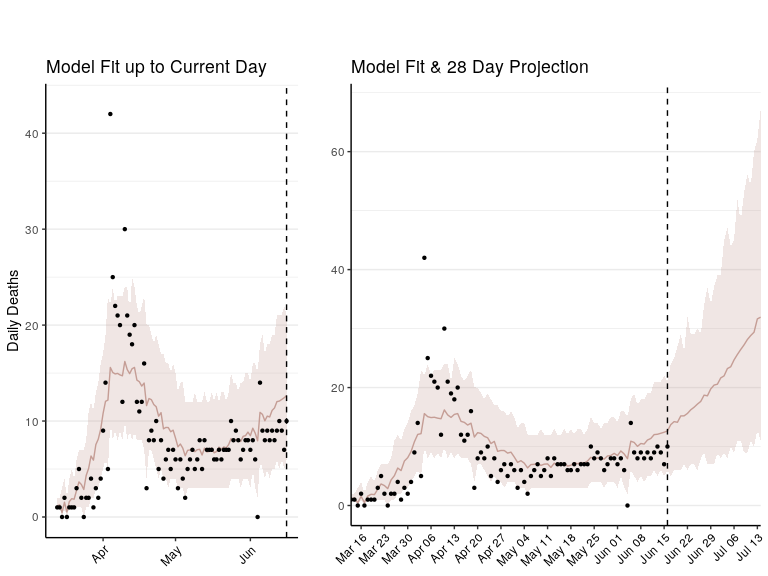 Model Fit up to Current Day
Daily Deaths
40
30
20
10
0
Apr
May
Jun
Model Fit & 28 Day Projection
60
40
20
0
Mar 16
Mar 23
Mar 30
Apr 06
Apr 13
Apr 20
Apr 27
May 04
May 11
May 18
May 25
Jun 01
Jun 08
Jun 15
Jun 22
Jun 29
Jul 06
Jul 13